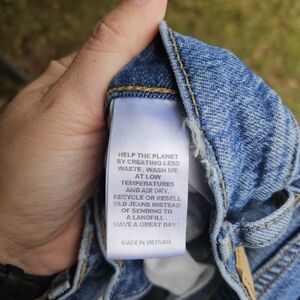 HELP THE PLANET
BY CREATING LESS
WASTE. WASH ME
AT LOW
TEMPERATURES
AND AIR DRY.
RECYCLE OR RESELL
OLD JEANS INSTEAD
OF SENDING TO
A LANDFILL.
HAVE A GREAT DAY!
MADE IN VIETNAM